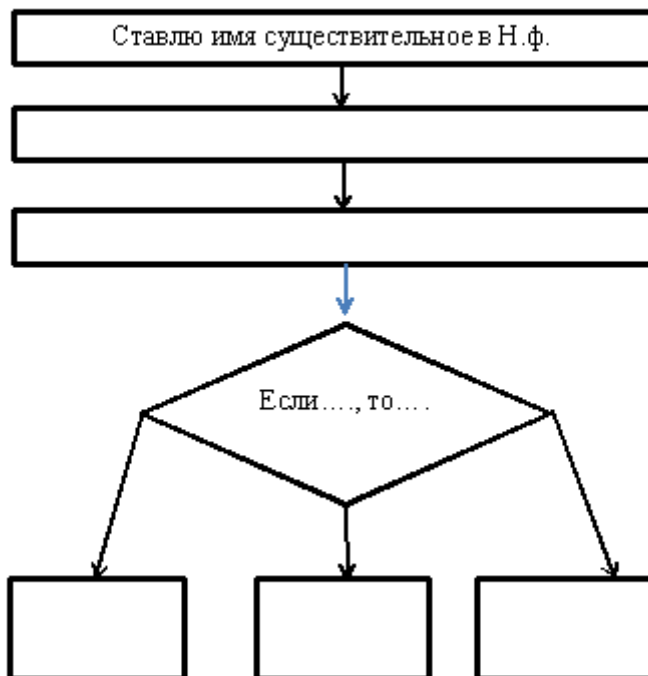 Ставлю имя существительное в Н.ф.
Если…., то….